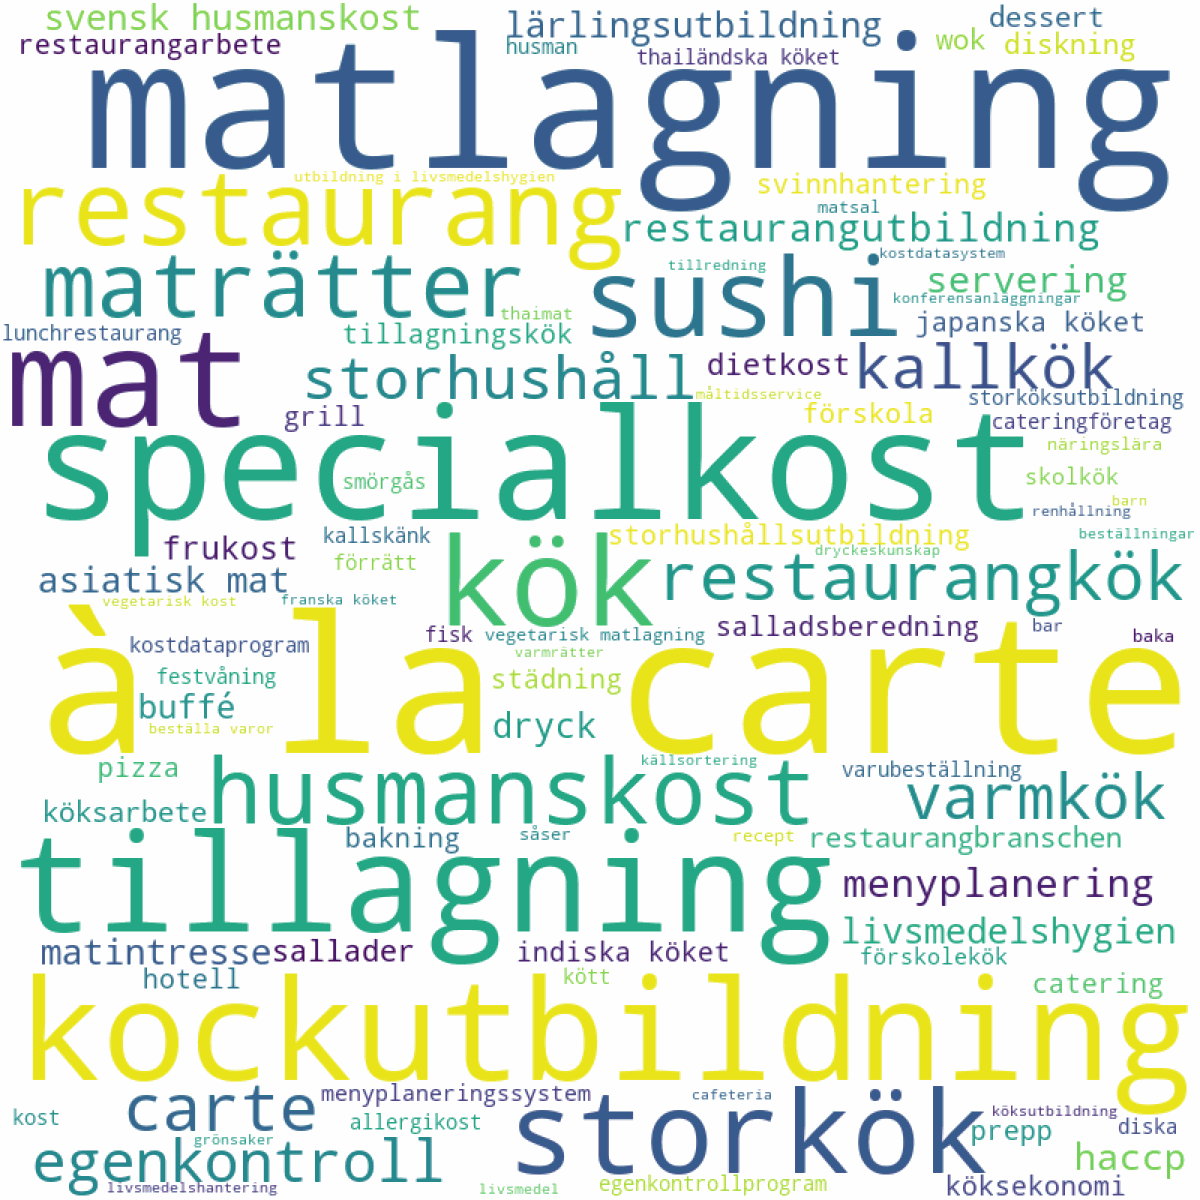 svensk husmanskost
lärlingsutbildning
dessert
restaurangarbete
husman
thailändska köket
wok
diskning
matlagning
utbildning i livsmedelshygien
svinnhantering
restaurang
matsal
restaurangutbildning
kostdatasystem
maträtter
tillredning
sushi
servering
konferensanläggningar
thaimat
japanska köket
lunchrestaurang
tillagningskök
mat
storhushåll
dietkost
kallkök
måltidsservice
storköksutbildning
grill
förskola
cateringföretag
specialkost
näringslära
smörgås
skolkök
barn
renhållning
kallskänk
storhushållsutbildning
beställningar
frukost
förrätt
kök
dryckeskunskap
asiatisk mat
restaurangkök
vegetarisk kost
franska köket
à la carte
kostdataprogram
fisk
vegetarisk matlagning
salladsberedning
bar
baka
varmrätter
festvåning
städning
buffé
beställa varor
dryck
pizza
husmanskost
källsortering
varubeställning
varmkök
köksarbete
bakning
såser
recept
restaurangbranschen
tillagning
menyplanering
livsmedelshygien
matintresse
sallader
indiska köket
förskolekök
hotell
kött
catering
kockutbildning
carte
menyplaneringssystem
cafeteria
storkök
köksutbildning
kost
allergikost
prepp
diska
grönsaker
egenkontroll
haccp
livsmedelshantering
livsmedel
egenkontrollprogram
köksekonomi